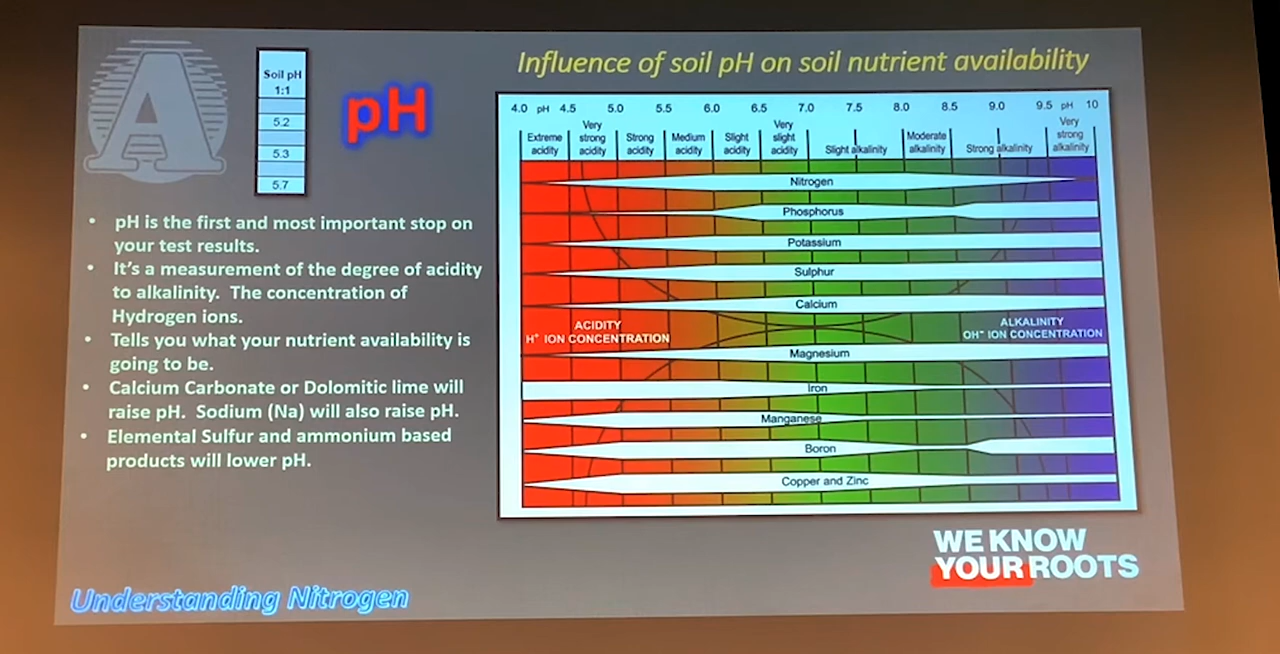 A
Soil pH
1:1
5.2
5.3
5.7
pH
• pH is the first and most important stop on
your test results.
• It's a measurement of the degree of acidity
to alkalinity. The concentration of
Hydrogen ions.
• Tells you what your nutrient availability is
going to be.
• Calcium Carbonate or Dolomitic lime will
raise pH. Sodium (Na) will also raise pH.
• Elemental Sulfur and ammonium based
products will lower pH.
Understanding Nitrogen
Influence of soil pH on soil nutrient availability
4.0 pH 4.5 5.0 5.5 6.0 6.5 7.0 7.5 8.0 8.5 9.0 9.5 pH 10
Extreme
acidity
Very
strong
acidity
Strong
acidity
Medium
acidity
Slight
acidity
Very
slight
acidity
Slight alkalinity
Moderate
alkalinity
Strong alkalinity
Very
strong
alkalinity
Nitrogen
Phosphorus
Potassium
Sulphur
Calcium
ACIDITY
H⁺ ION CONCENTRATION
ALKALINITY
OH⁻ ION CONCENTRATION
Magnesium
Iron
Manganese
Boron
Copper and Zinc
WE KNOW
YOUR ROOTS